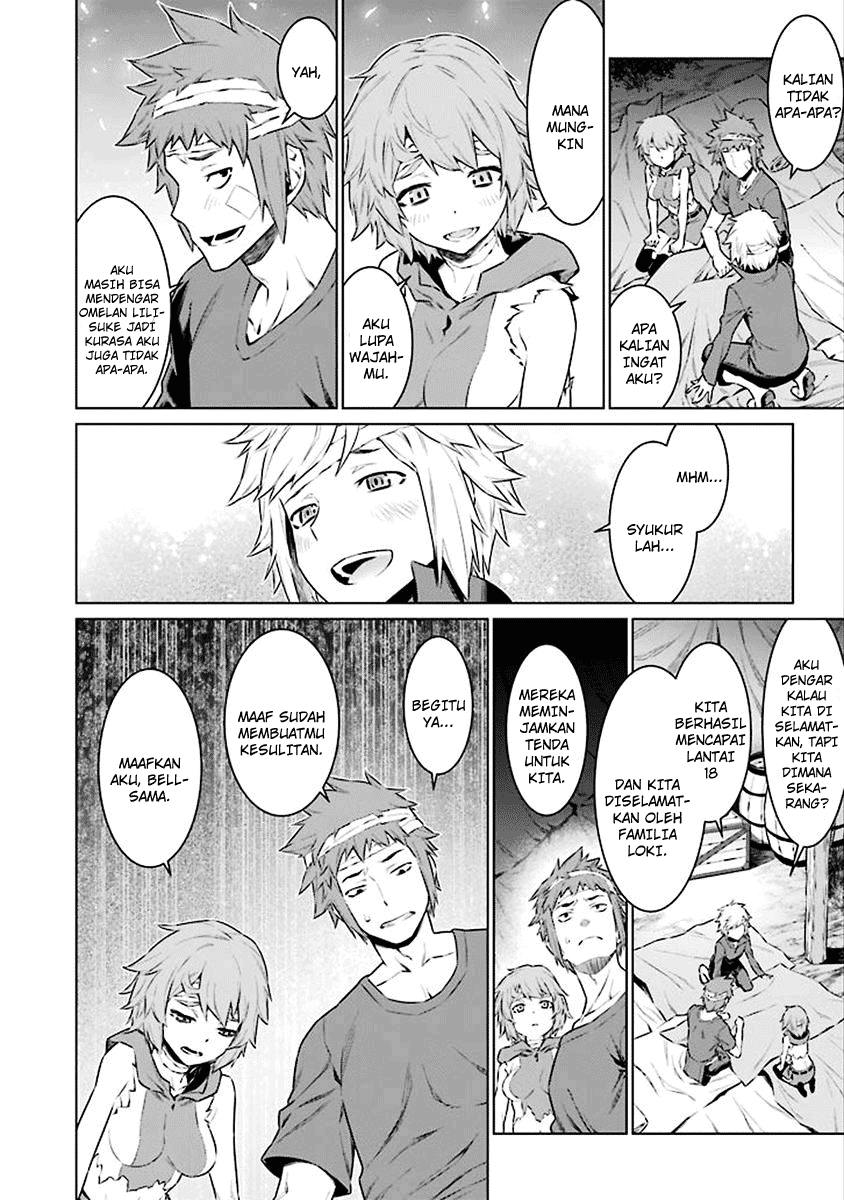 KALIAN
TIDAK
APA-APA?
APA
KALIAN
INGAT
AKU?
MANA
MUNG-
KIN
AKU
LUPA
WAJAH-
MU.
YAH,
AKU
MASIH BISA
MENDENGAR
OMELAN LILI-
SUKE JADI
KURASA AKU
JUGA TIDAK
APA-APA.
MHM...
SYUKUR
LAH...
AKU
DENGAR
KALAU
KITA DI
SELAMAT-
KAN, TAPI
KITA
DIMANA
SEKA-
RANG?
KITA
BERHASIL
MENCAPAI
LANTAI
18
DAN KITA
DISELAMAT-
KAN OLEH
FAMILIA
LOKI.
MEREKA
MEMIN-
JAMKAN
TENDA
UNTUK
KITA.
BEGITU
YA...
MAAF SUDAH
MEMBUATMU
KESULITAN.
MAAFKAN
AKU, BELL-
SAMA.